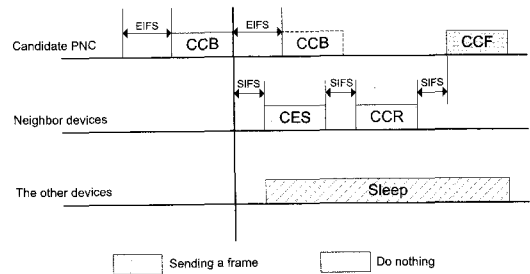 EIFS EIFS
Candidate PNC CCB CCB CCF
SIFS SIFS SIFS
Neighbor devices CES CCR
The other devices Sleep
Sending a frame Do nothing